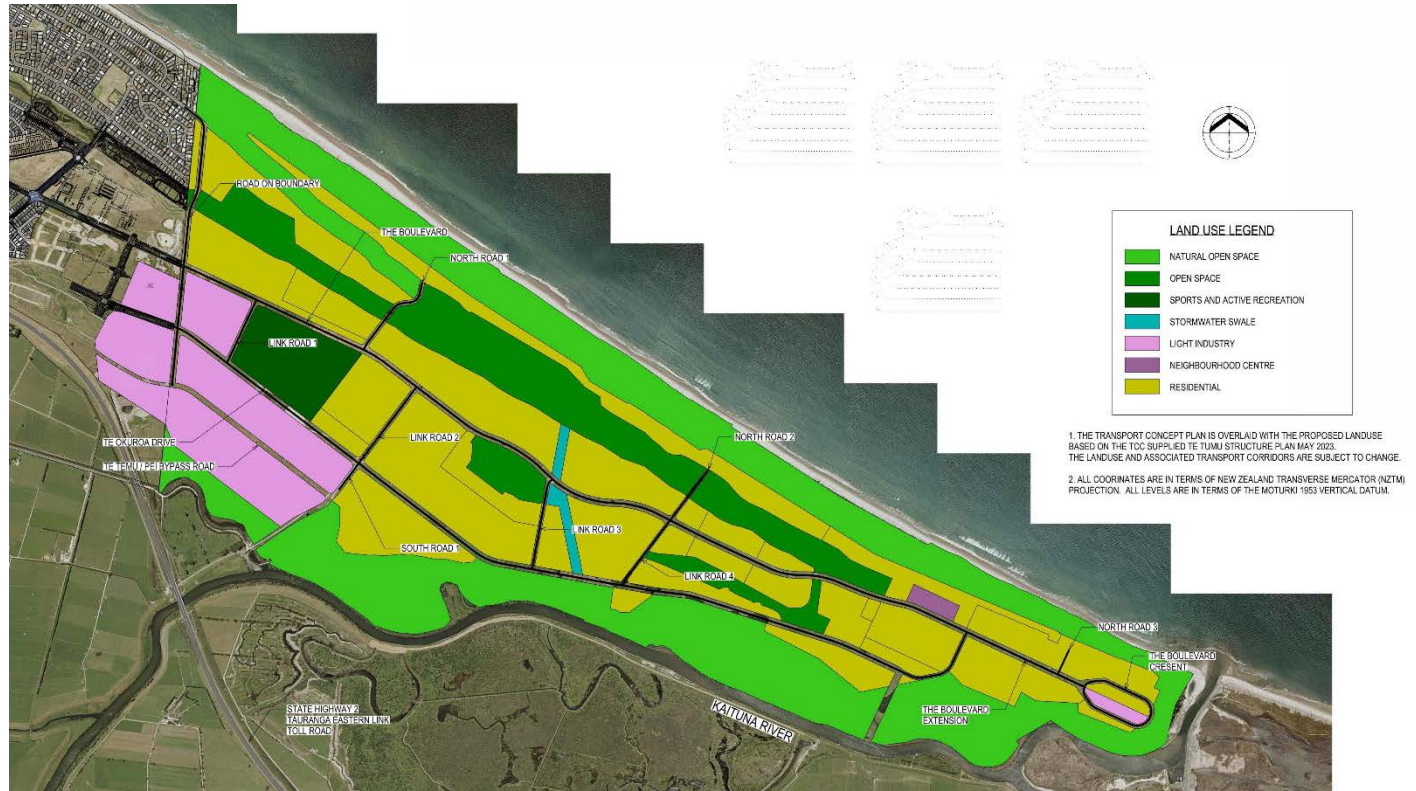 ROAD ON BOUNDARY
THE BOULEVARD
NORTH ROAD 1
LINK ROAD 1
TE OKUROA DRIVE
LINK ROAD 2
TE TEMU / PEI BYPASS ROAD
NORTH ROAD 2
LINK ROAD 3
SOUTH ROAD 1
LINK ROAD 4
NORTH ROAD 3
THE BOULEVARD
CRESENT
THE BOULEVARD
EXTENSION
STATE HIGHWAY 2
TAURANGA EASTERN LINK
TOLL ROAD
KAITUNA RIVER
LAND USE LEGEND
NATURAL OPEN SPACE
OPEN SPACE
SPORTS AND ACTIVE RECREATION
STORMWATER SWALE
LIGHT INDUSTRY
NEIGHBOURHOOD CENTRE
RESIDENTIAL
1. THE TRANSPORT CONCEPT PLAN IS OVERLAID WITH THE PROPOSED LANDUSE
BASED ON THE TCC SUPPLIED TE TUMU STRUCTURE PLAN MAY 2023.
THE LANDUSE AND ASSOCIATED TRANSPORT CORRIDORS ARE SUBJECT TO CHANGE.
2. ALL COORINATES ARE IN TERMS OF NEW ZEALAND TRANSVERSE MERCATOR (NZTM)
PROJECTION. ALL LEVELS ARE IN TERMS OF THE MOTURKI 1953 VERTICAL DATUM.